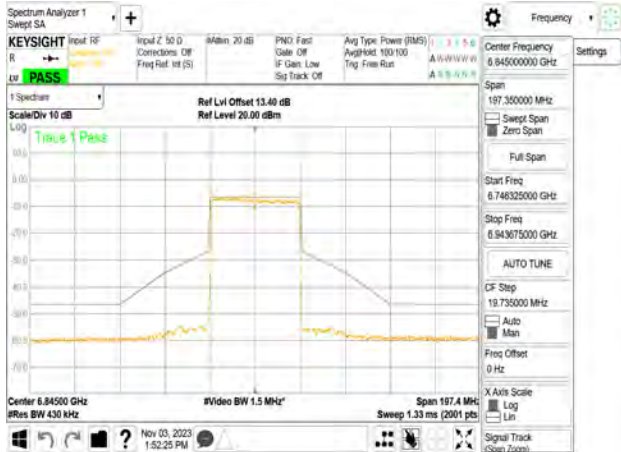 Spectrum Analyzer 1
Swept SA
+
Frequency
KEYSIGHT
Input: RF
R
LV
PASS
Input Z: 50 Ω
Corrections: Off
Freq Ref: Int (S)
#Atten: 20 dB
PNO: Fast
Gate: Off
IF Gain: Low
Sig Track: Off
Avg Type: Power (RMS)
Avg|Hold: 100/100
Trig: Free Run
Center Frequency
6.845000000 GHz
Settings
Span
197.350000 MHz
Swept Span
Zero Span
Full Span
Start Freq
6.746325000 GHz
Stop Freq
6.943675000 GHz
AUTO TUNE
CF Step
19.735000 MHz
Auto
Man
Freq Offset
0 Hz
X Axis Scale
Log
Lin
Signal Track
(Span Zoom)
1 Spectrum
Scale/Div 10 dB
Ref Lvl Offset 13.40 dB
Ref Level 20.00 dBm
Log
Trace 1 Pass
Center 6.84500 GHz
#Res BW 430 kHz
#Video BW 1.5 MHz*
Span 197.4 MHz
Sweep 1.33 ms (2001 pts
?
Nov 03, 2023
1:52:25 PM